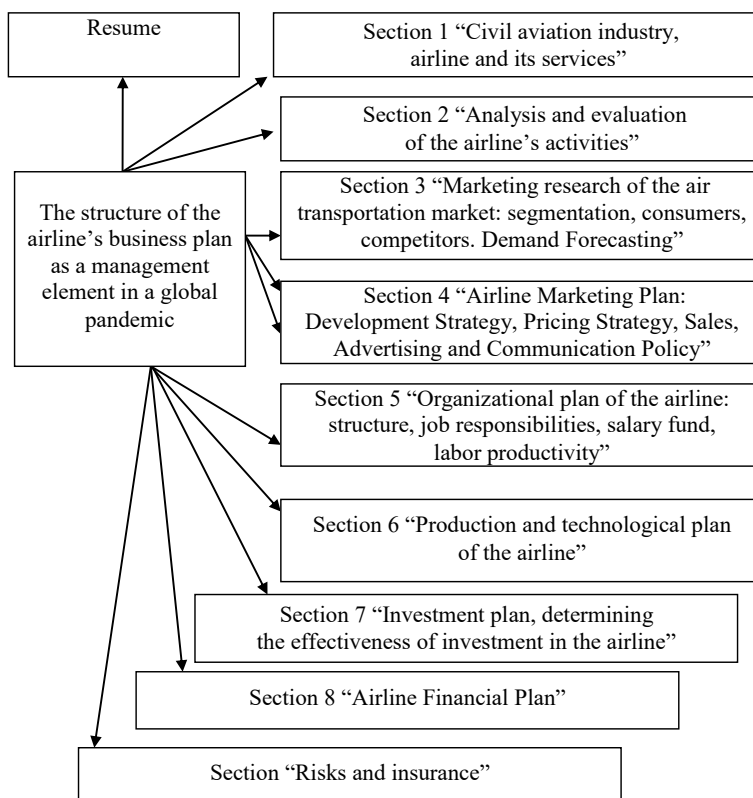 Resume
Section 1 “Civil aviation industry,
airline and its services”
Section 2 “Analysis and evaluation
of the airline’s activities”
The structure of the
airline’s business plan
as a management
element in a global
pandemic
Section 3 “Marketing research of the air
transportation market: segmentation, consumers,
competitors. Demand Forecasting”
Section 4 “Airline Marketing Plan:
Development Strategy, Pricing Strategy, Sales,
Advertising and Communication Policy”
Section 5 “Organizational plan of the airline:
structure, job responsibilities, salary fund,
labor productivity”
Section 6 “Production and technological plan
of the airline”
Section 7 “Investment plan, determining
the effectiveness of investment in the airline”
Section 8 “Airline Financial Plan”
Section “Risks and insurance”